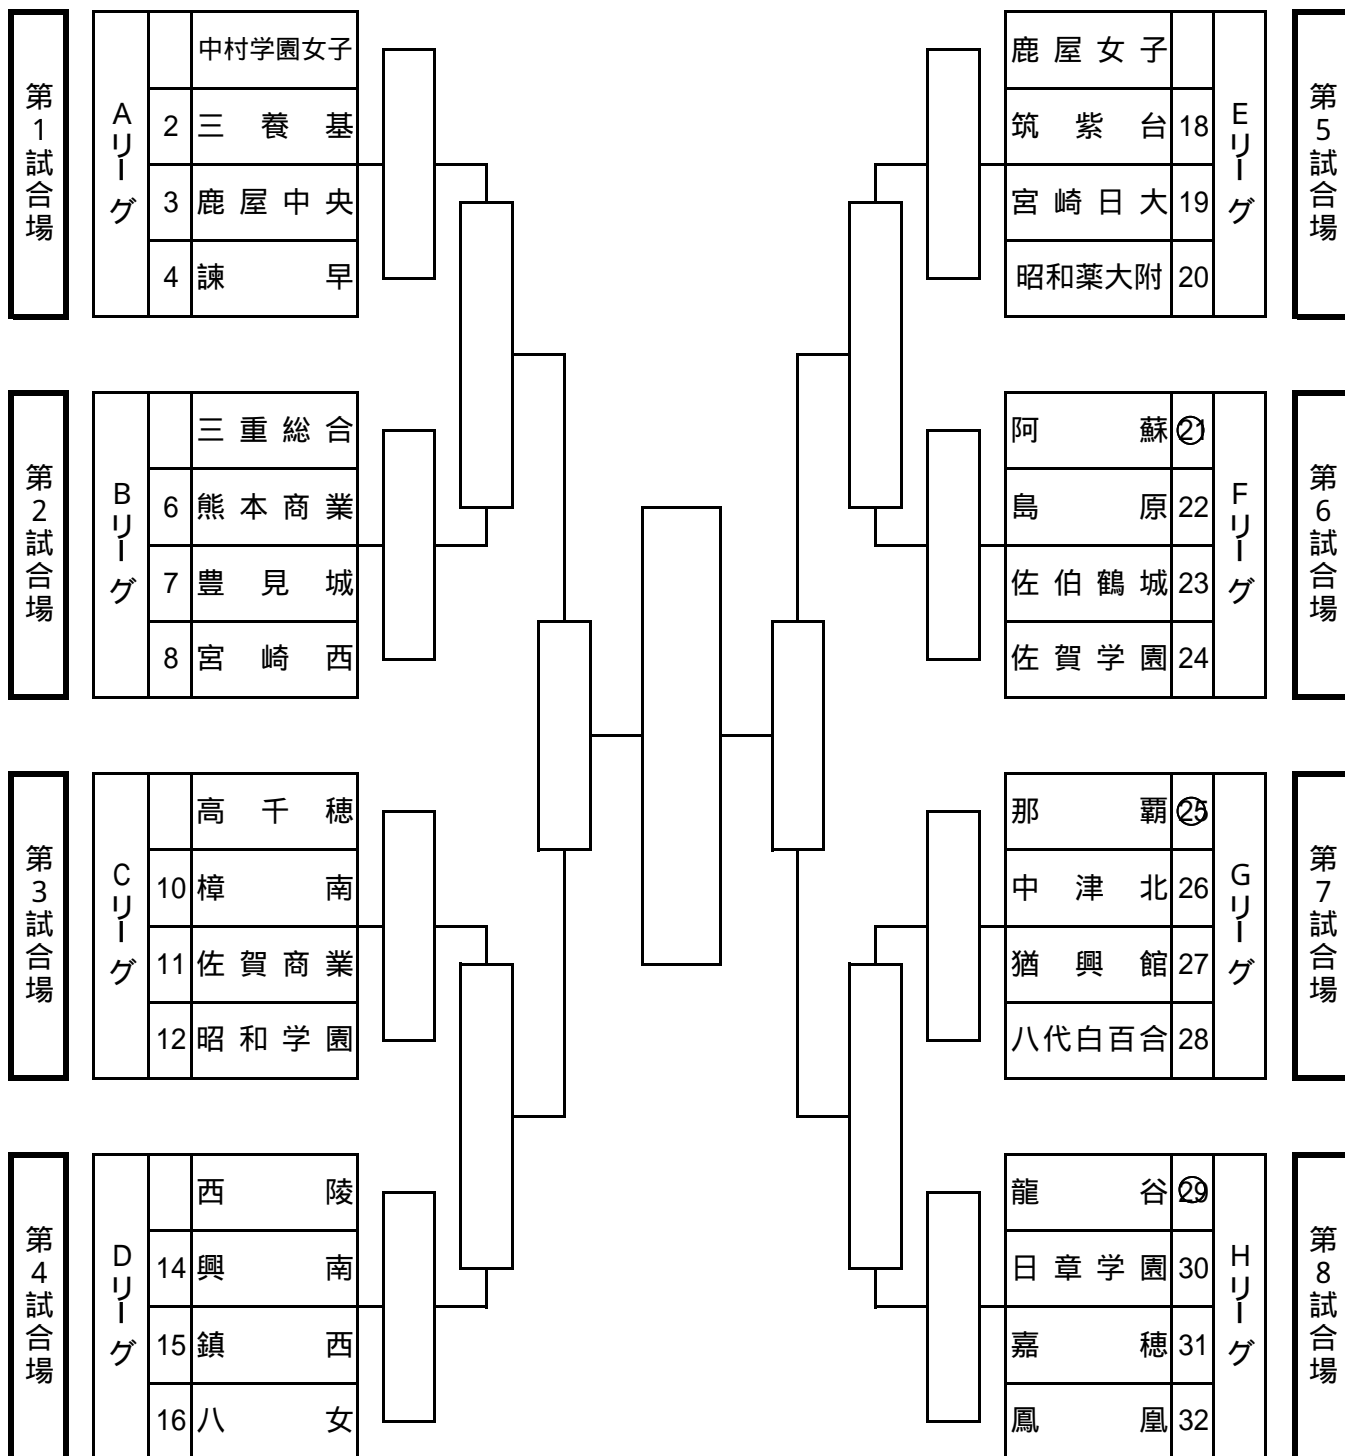 第1試合場
Aリーグ
中村学園女子
2 三養基
3 鹿屋中央
4 諫早
第2試合場
Bリーグ
三重総合
6 熊本商業
7 豊見城
8 宮崎西
第3試合場
Cリーグ
高千穂
10 樟南
11 佐賀商業
12 昭和学園
第4試合場
Dリーグ
西陵
14 興南
15 鎮西
16 八女
鹿屋女子
筑紫台 18
宮崎日大 19
昭和薬大附 20
Eリーグ
第5試合場
阿蘇 21
島原 22
佐伯鶴城 23
佐賀学園 24
Fリーグ
第6試合場
那覇 25
中津北 26
猶興館 27
八代白百合 28
Gリーグ
第7試合場
龍谷 29
日章学園 30
嘉穂 31
鳳凰 32
Hリーグ
第8試合場